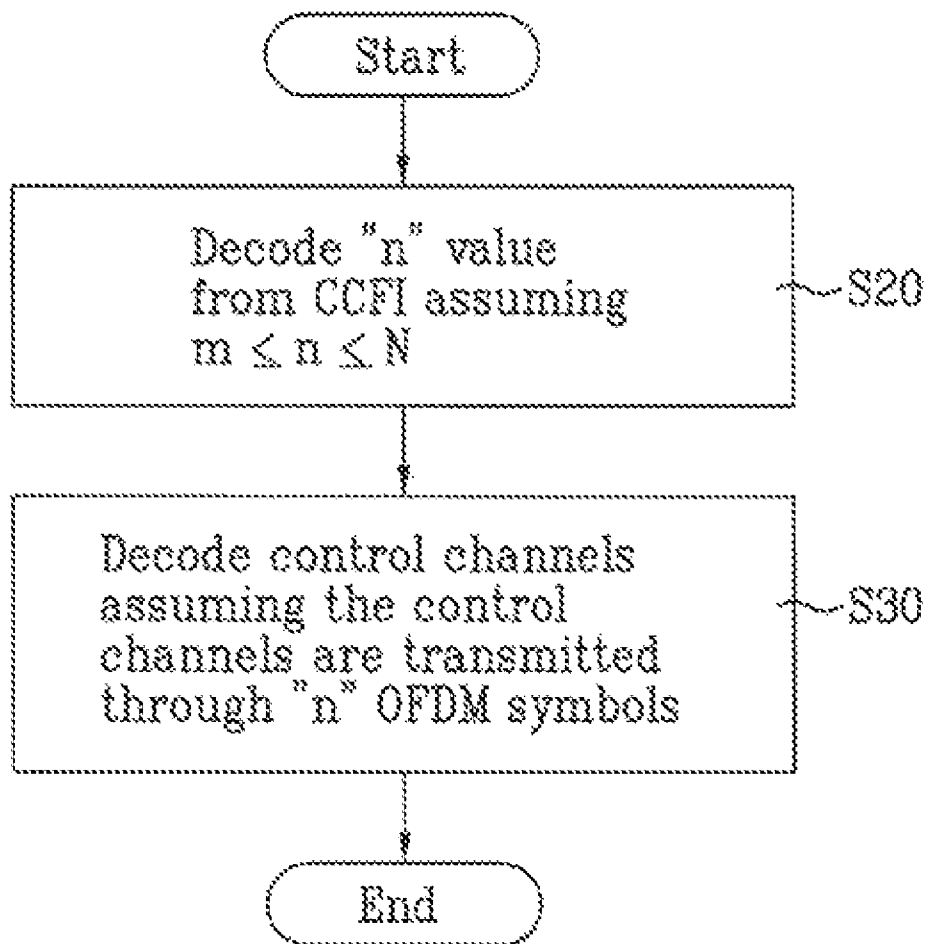 Start
Decode "n" value
from CCFI assuming
m ≤ n ≤ N
S20
Decode control channels
assuming the control
channels are transmitted
through "n" OFDM symbols
S30
End